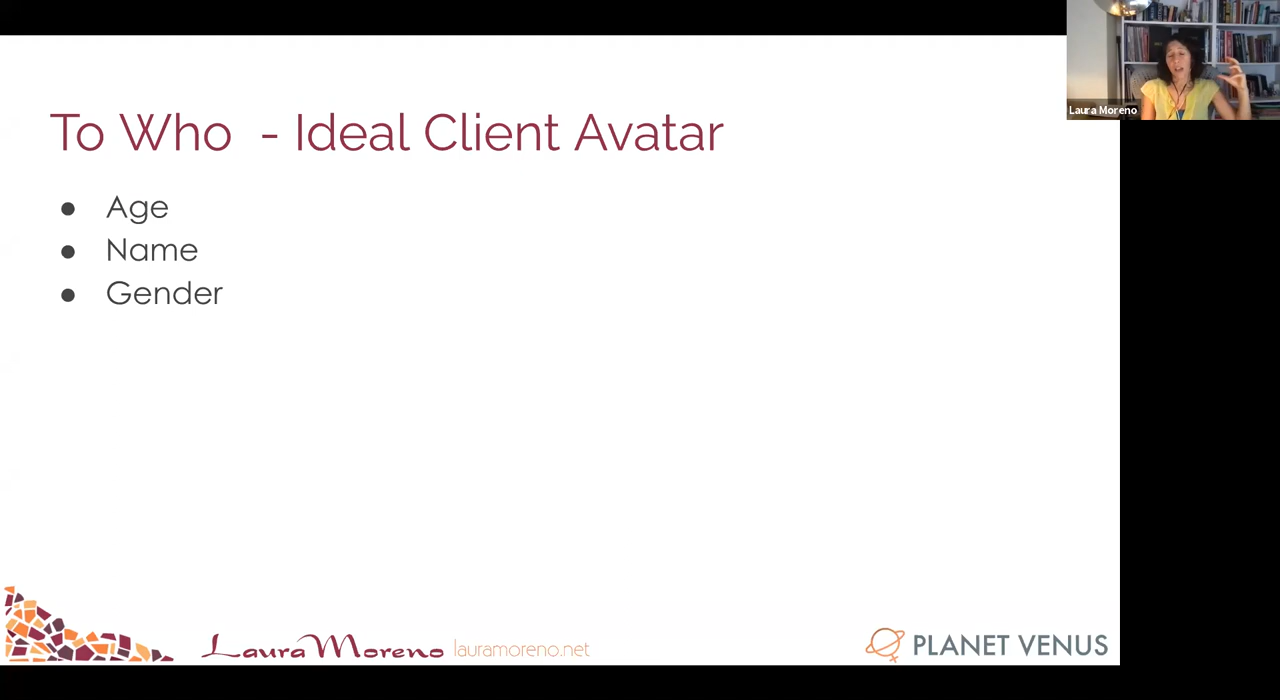 To Who - Ideal Client Avatar
● Age
● Name
● Gender
Laura Moreno
Laura Moreno lauramoreno.net
PLANET VENUS